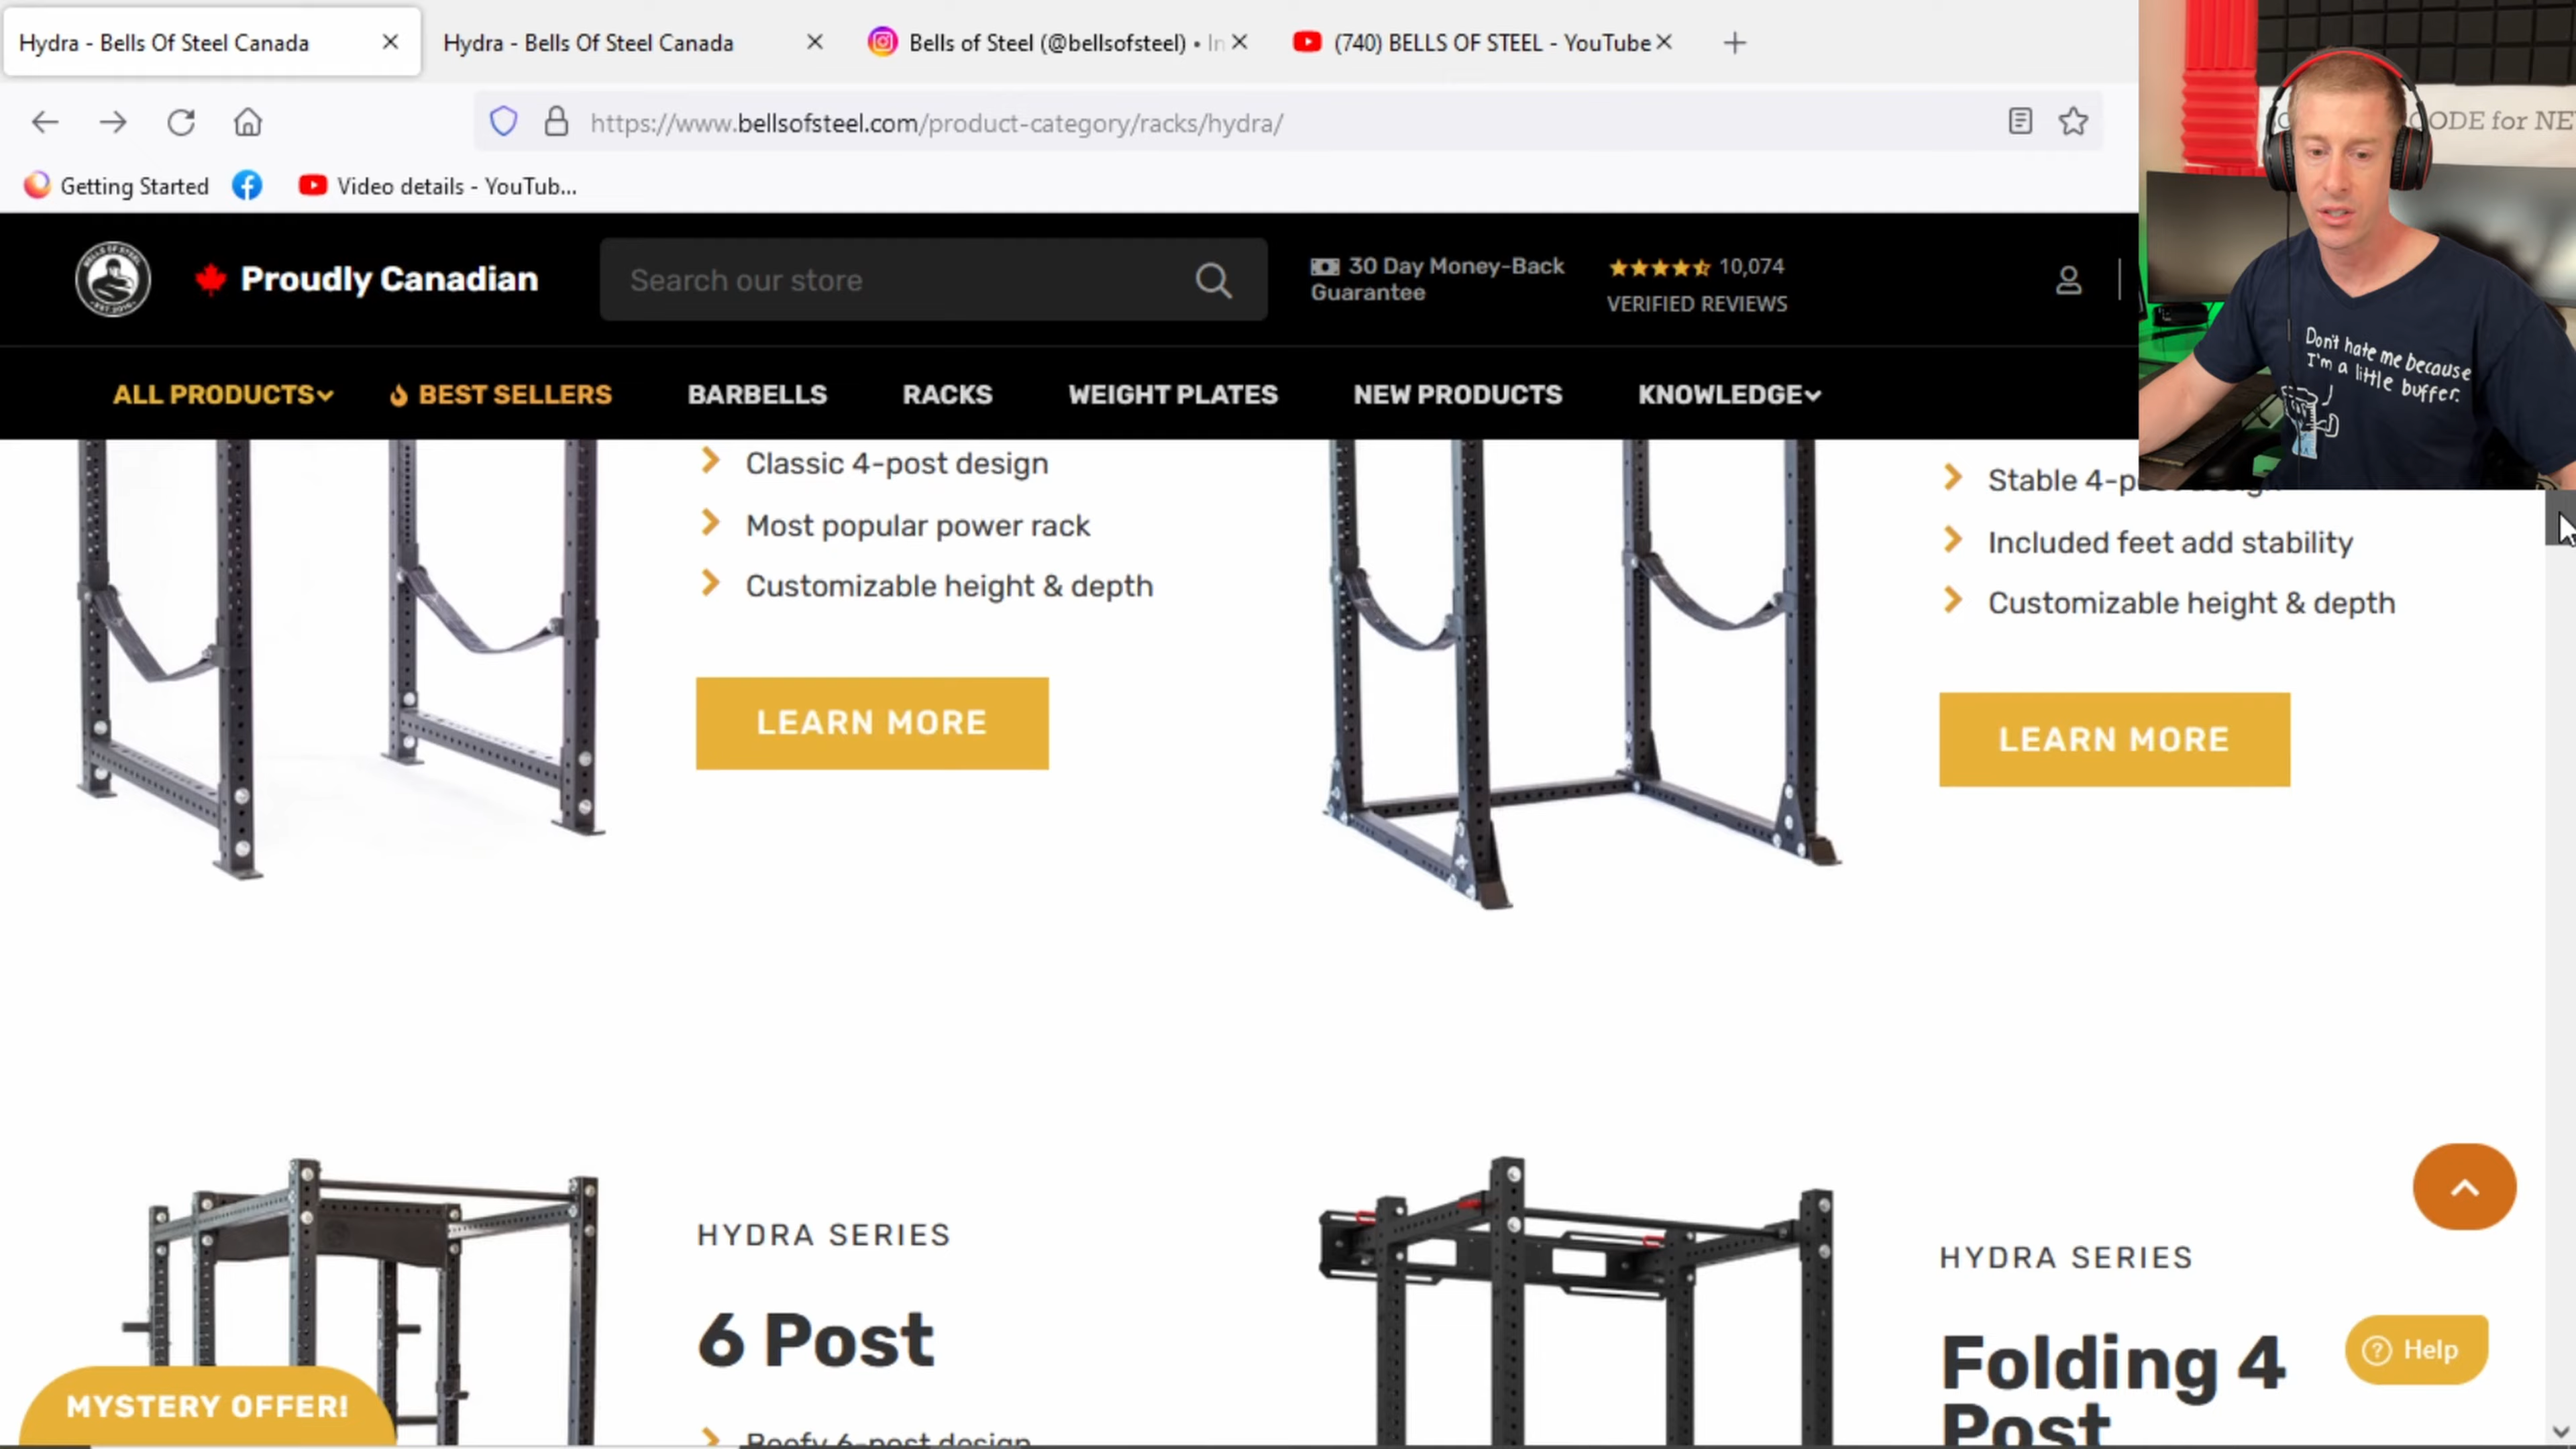 Hydra - Bells Of Steel Canada
Hydra - Bells Of Steel Canada
Bells of Steel (@bellsofsteel) • In
(740) BELLS OF STEEL - YouTube
https://www.bellsofsteel.com/product-category/racks/hydra/
CODE for NE
Getting Started
Video details - YouTub...
Proudly Canadian
Search our store
30 Day Money-Back
Guarantee
10,074
VERIFIED REVIEWS
Don't hate me because
I'm a little buffer.
ALL PRODUCTS
BEST SELLERS
BARBELLS
RACKS
WEIGHT PLATES
NEW PRODUCTS
KNOWLEDGE
Classic 4-post design
Most popular power rack
Customizable height & depth
LEARN MORE
Stable 4-post design
Included feet add stability
Customizable height & depth
LEARN MORE
HYDRA SERIES
6 Post
Beefy 6-post design
HYDRA SERIES
Folding 4
Post
MYSTERY OFFER!
Help